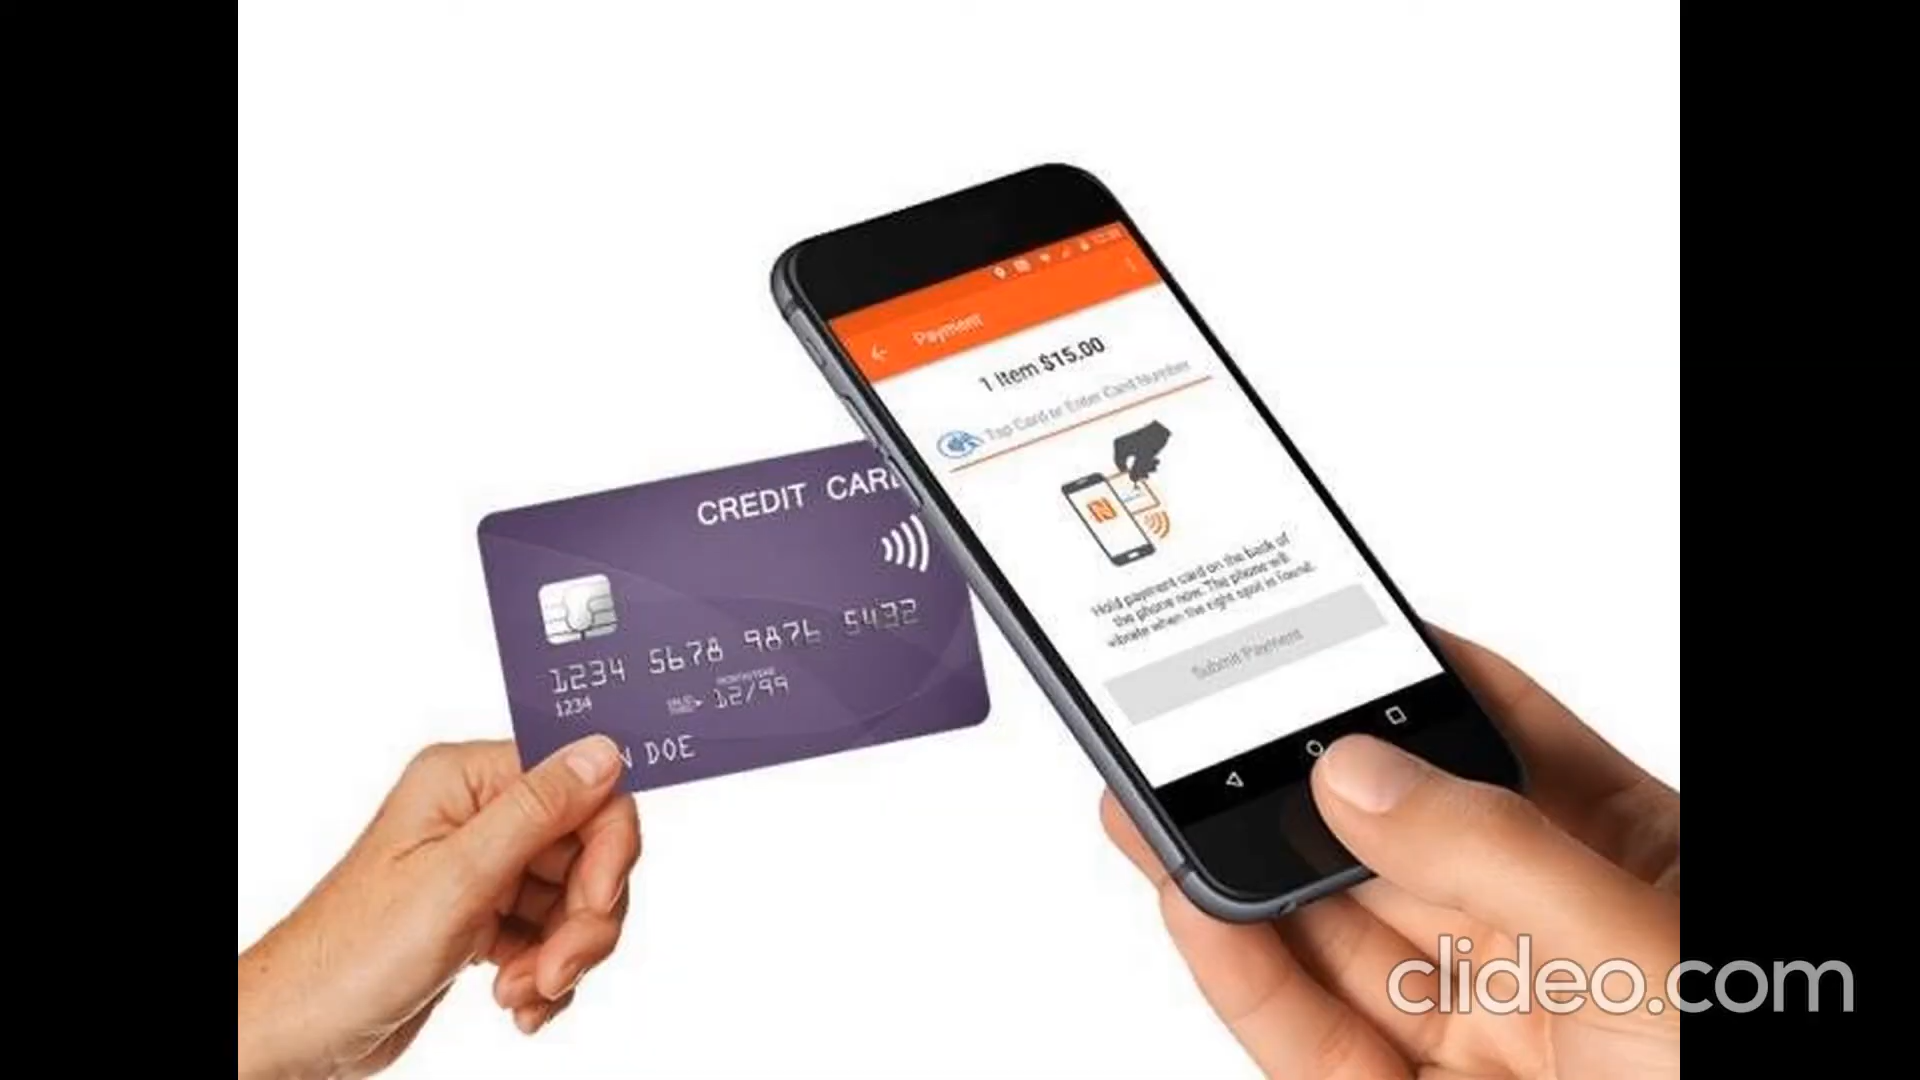 Payment
1 Item $15.00
Tap Card or Enter Card Number
Hold payment card on the back of
the phone now. The phone will
vibrate when the right spot is found.
Submit Payment
CREDIT CARD
1234 5678 9876 5432
1234
12/99
N DOE
clideo.com